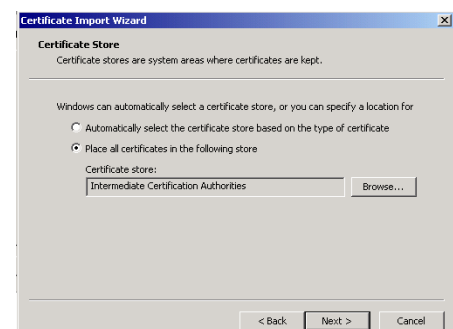 Certificate Import Wizard
Certificate Store
Certificate stores are system areas where certificates are kept.
Windows can automatically select a certificate store, or you can specify a location for
Automatically select the certificate store based on the type of certificate
Place all certificates in the following store
Certificate store:
Intermediate Certification Authorities
Browse...
< Back Next > Cancel